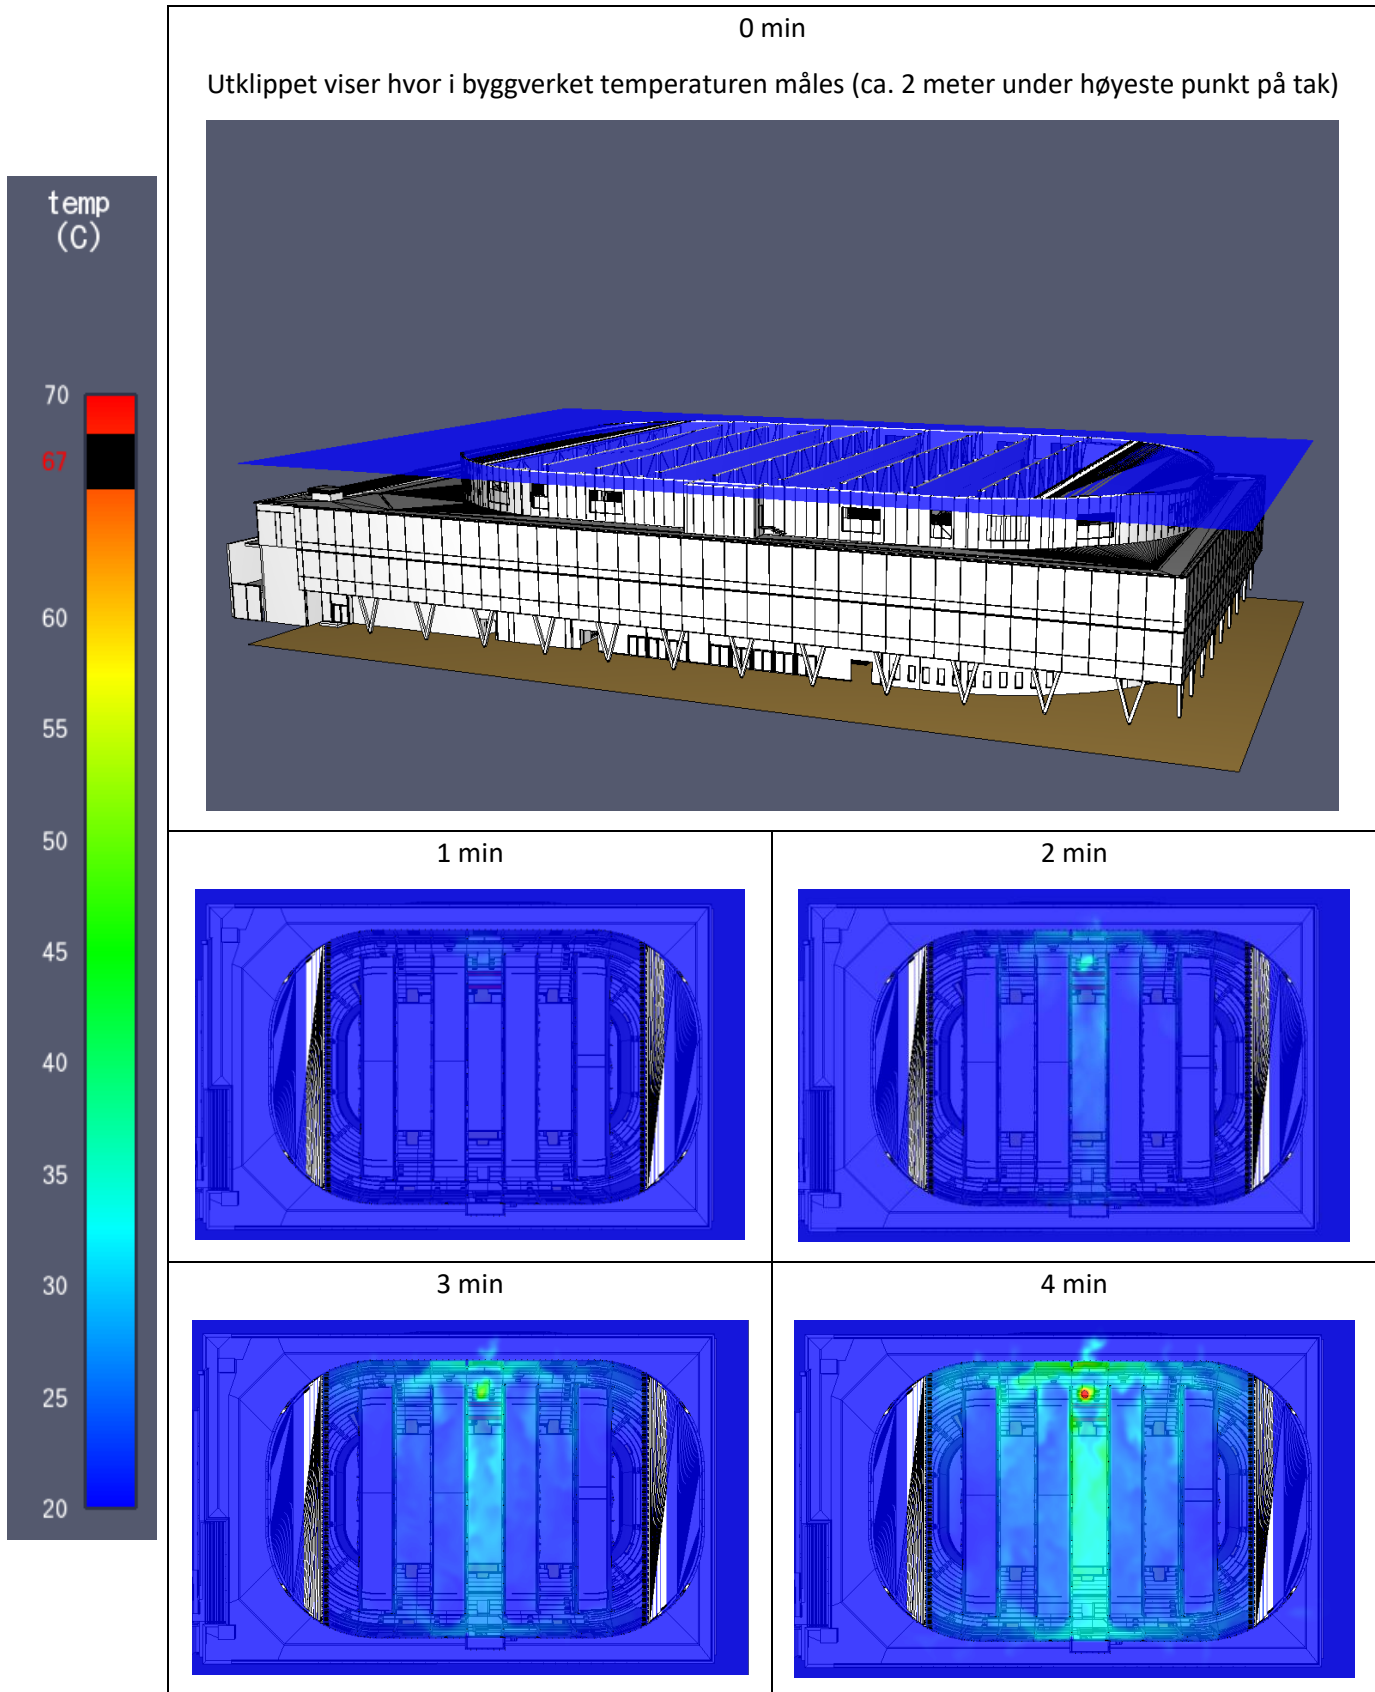 0 min
Utklippet viser hvor i byggverket temperaturen måles (ca. 2 meter under høyeste punkt på tak)
temp
(C)
70
67
60
55
50
45
40
35
30
25
20
1 min
2 min
3 min
4 min